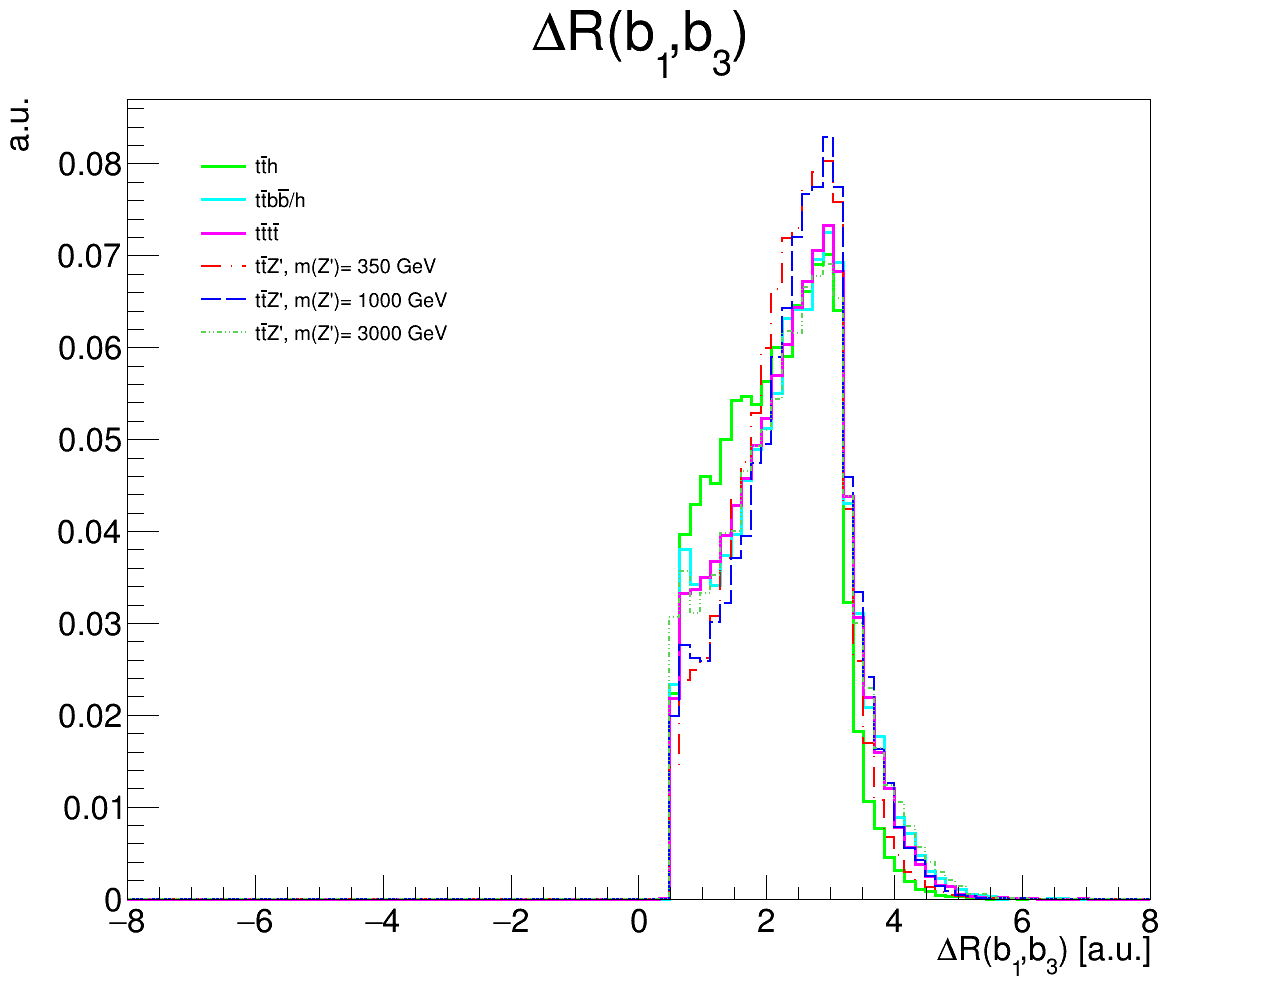 ΔR(b₁,b₃)
a.u.
0.08
0.07
0.06
0.05
0.04
0.03
0.02
0.01
0
tt̄h
tt̄bb̄/h
tt̄tt̄
tt̄Z', m(Z')= 350 GeV
tt̄Z', m(Z')= 1000 GeV
tt̄Z', m(Z')= 3000 GeV
−8 −6 −4 −2 0 2 4 6 8
ΔR(b₁,b₃) [a.u.]